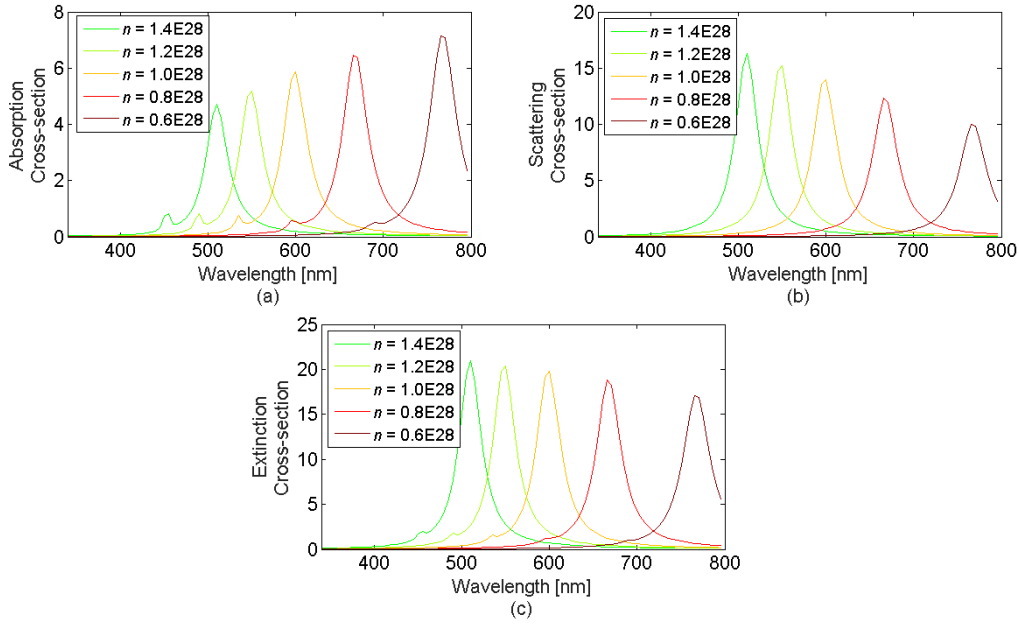 8
6
4
2
0
400 500 600 700 800
Absorption
Cross-section
n = 1.4E28
n = 1.2E28
n = 1.0E28
n = 0.8E28
n = 0.6E28
Wavelength [nm]
(a)
20
15
10
5
0
400 500 600 700 800
Scattering
Cross-section
n = 1.4E28
n = 1.2E28
n = 1.0E28
n = 0.8E28
n = 0.6E28
Wavelength [nm]
(b)
25
20
15
10
5
0
400 500 600 700 800
Extinction
Cross-section
n = 1.4E28
n = 1.2E28
n = 1.0E28
n = 0.8E28
n = 0.6E28
Wavelength [nm]
(c)